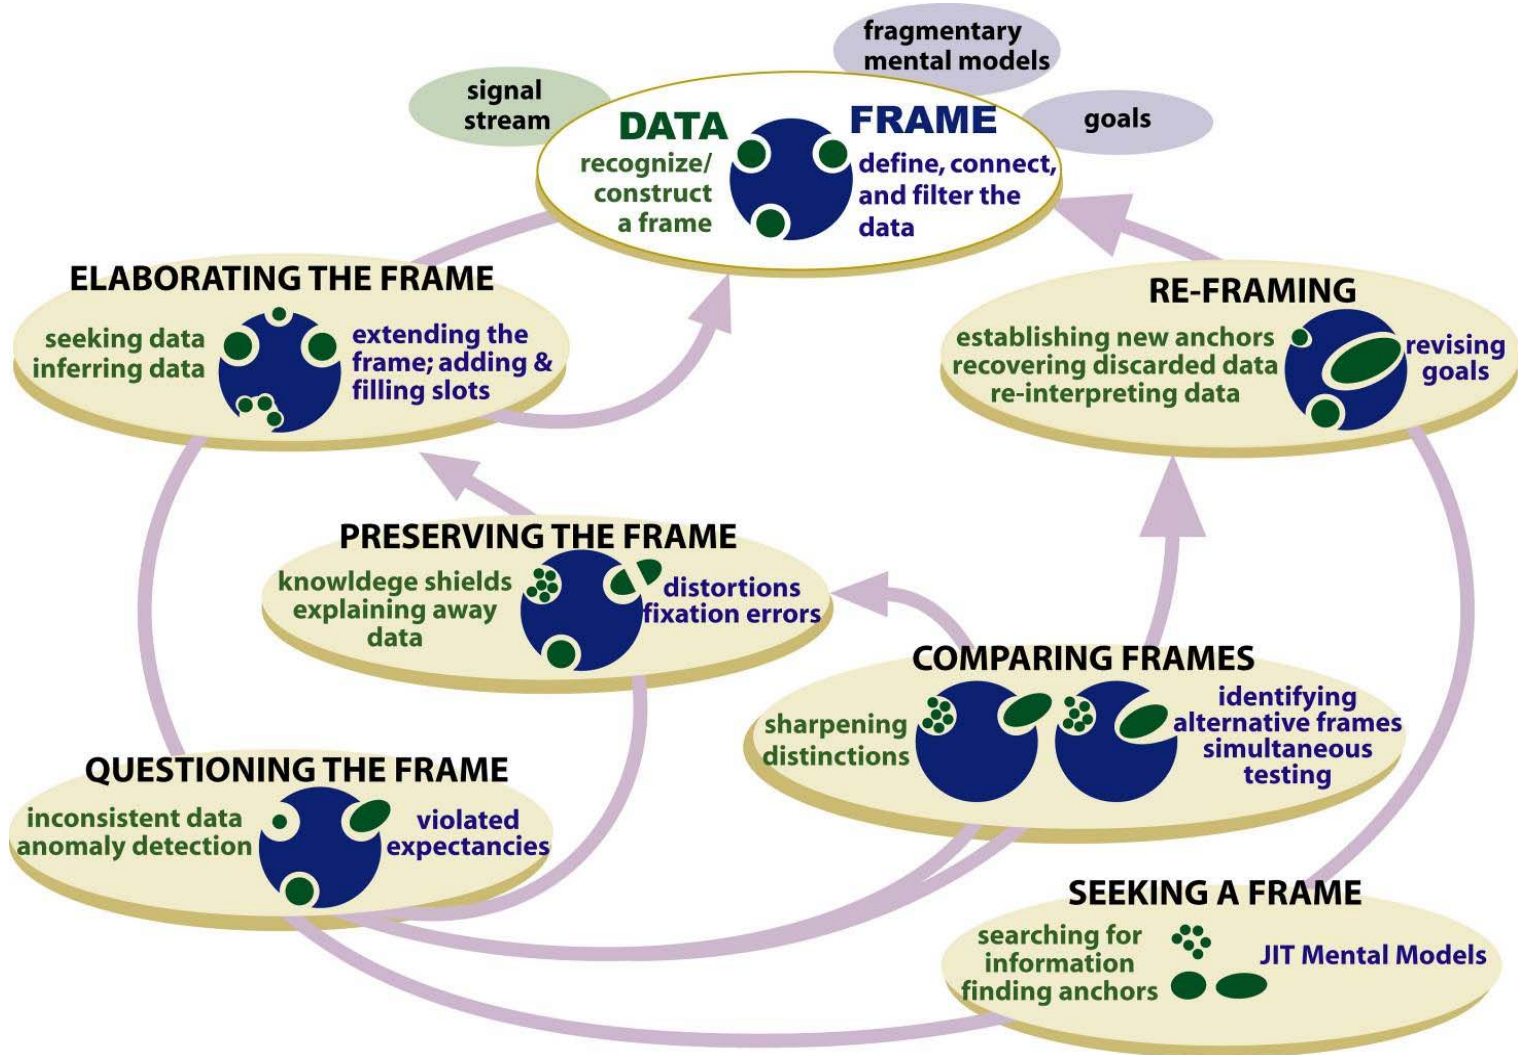 fragmentary
mental models
signal
stream
goals
DATA
recognize/
construct
a frame
FRAME
define, connect,
and filter the
data
ELABORATING THE FRAME
seeking data
inferring data
extending the
frame; adding &
filling slots
RE-FRAMING
establishing new anchors
recovering discarded data
re-interpreting data
revising
goals
PRESERVING THE FRAME
knowldege shields
explaining away
data
distortions
fixation errors
COMPARING FRAMES
sharpening
distinctions
identifying
alternative frames
simultaneous
testing
QUESTIONING THE FRAME
inconsistent data
anomaly detection
violated
expectancies
SEEKING A FRAME
searching for
information
finding anchors
JIT Mental Models